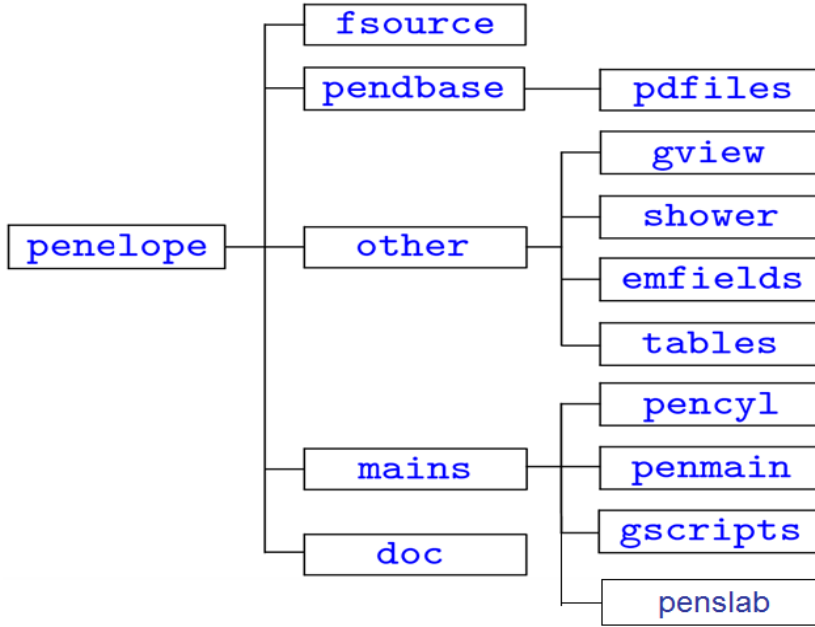 fsource
pendbase
pdfiles
gview
shower
penelope
other
emfields
tables
pencyl
mains
penmain
gscripts
doc
penslab